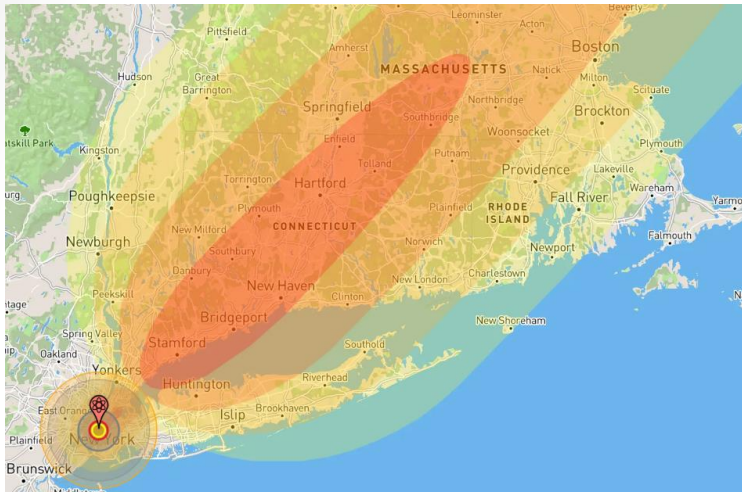 Leominster
Beverly
Acton
Pittsfield
Amherst
Boston
MASSACHUSETTS
Natick
Hudson
Great
Barrington
Milton
Springfield
Northbridge
Scituate
Southbridge
Brockton
Woonsocket
Enfield
Plymouth
Kingston
Putnam
Tolland
Providence
Lakeville
Torrington
Hartford
Wareham
Poughkeepsie
Fall River
Plymouth
Plainfield
RHODE
ISLAND
CONNECTICUT
New Milford
Falmouth
Newburgh
Norwich
Newport
Southbury
Danbury
New London
Charlestown
New Haven
Peekskill
Clinton
Bridgeport
New Shoreham
Spring Valley
Stamford
Southold
Oakland
Yonkers
Riverhead
Huntington
East Orange
Brookhaven
Islip
New York
Plainfield
Brunswick